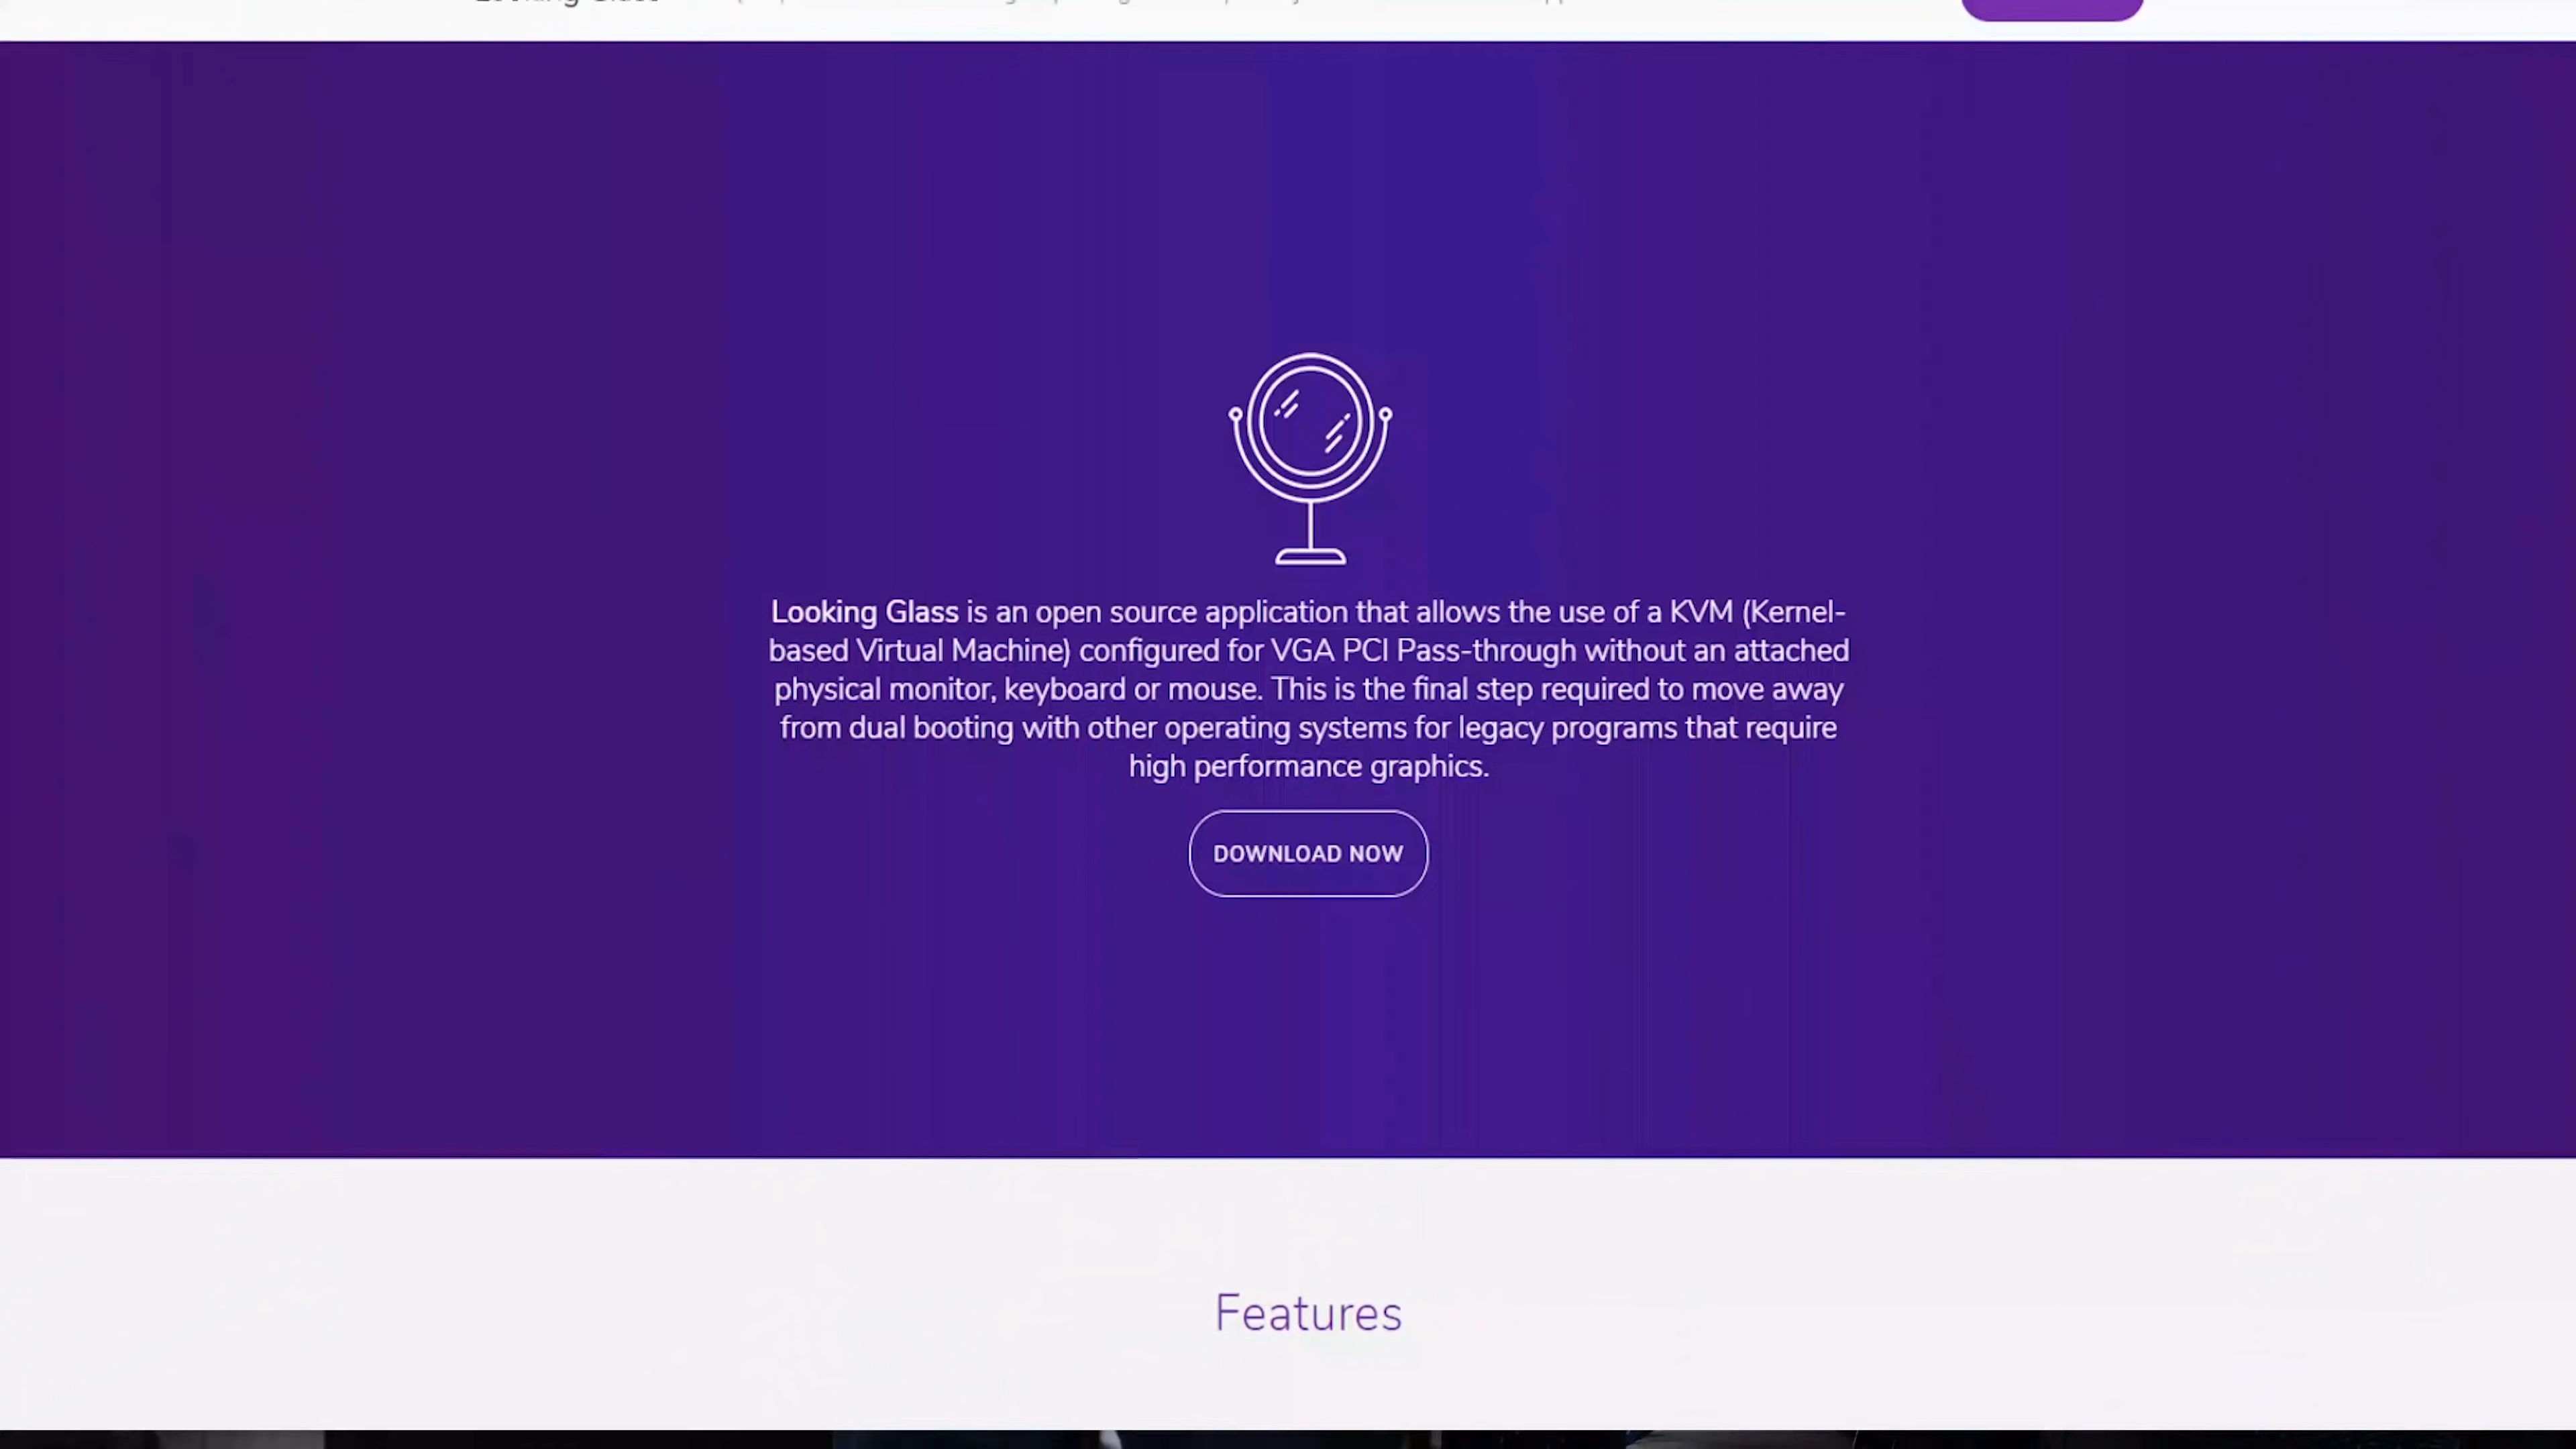 Looking Glass is an open source application that allows the use of a KVM (Kernel-
based Virtual Machine) configured for VGA PCI Pass-through without an attached
physical monitor, keyboard or mouse. This is the final step required to move away
from dual booting with other operating systems for legacy programs that require
high performance graphics.
DOWNLOAD NOW
Features